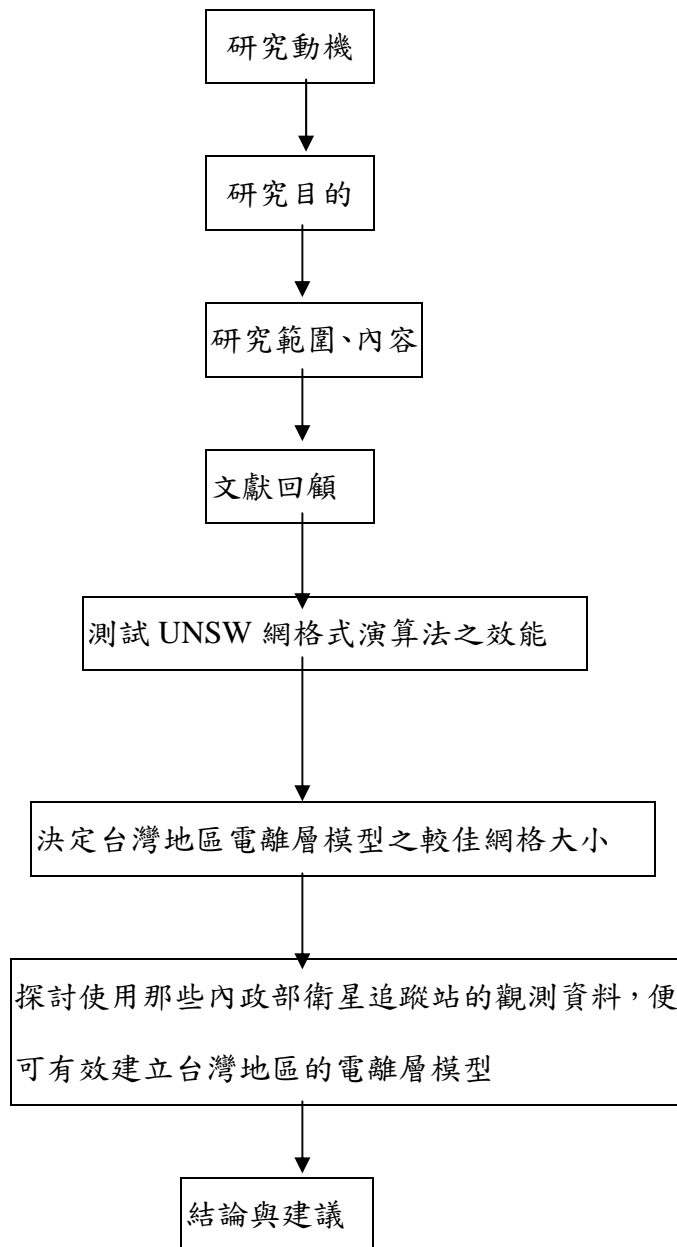 研究動機
研究目的
研究範圍、內容
文獻回顧
測試 UNSW 網格式演算法之效能
決定台灣地區電離層模型之較佳網格大小
探討使用那些內政部衛星追蹤站的觀測資料，便
可有效建立台灣地區的電離層模型
結論與建議